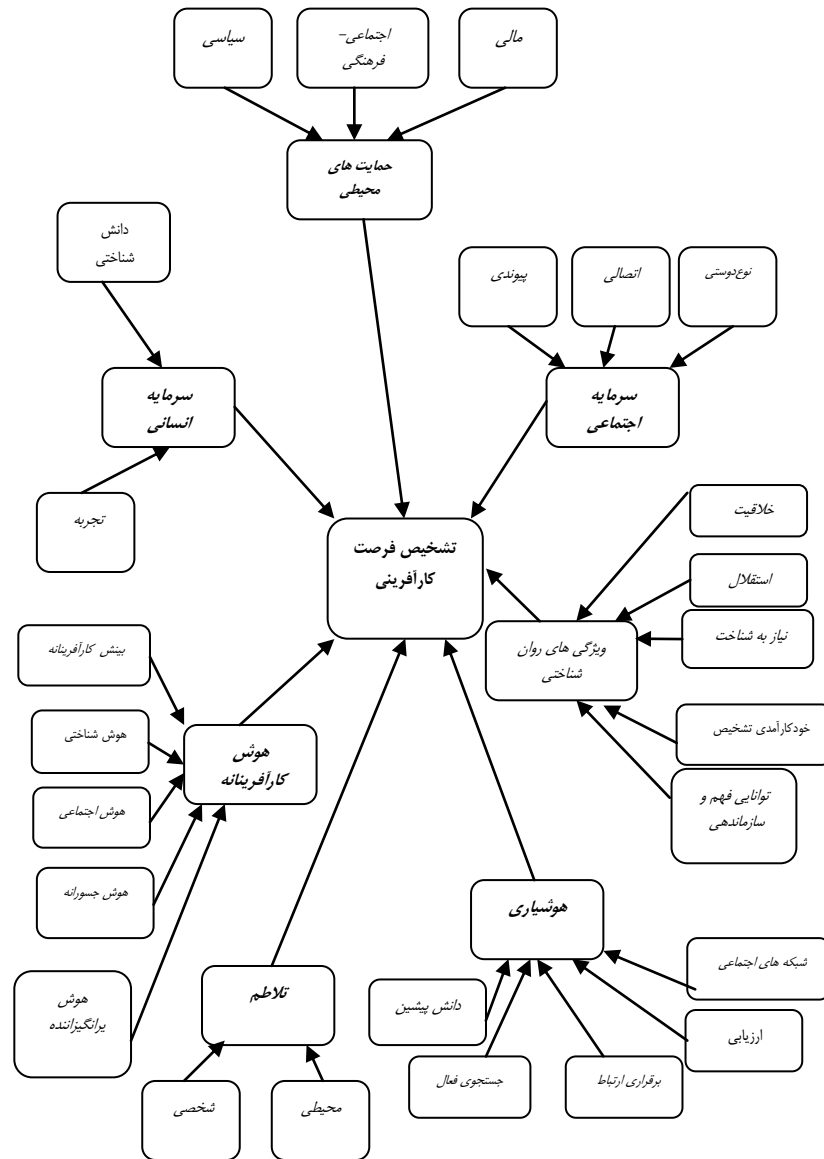 مالی
اجتماعی-
فرهنگی
سیاسی
حمایت های
محیطی
دانش
شناختی
نوع‌دوستی
اتصالی
پیوندی
سرمایه
اجتماعی
سرمایه
انسانی
تجربه
تشخیص فرصت
کارآفرینی
خلاقیت
استقلال
نیاز به شناخت
ویژگی های روان
شناختی
خودکارآمدی تشخیص
توانایی فهم و
سازماندهی
بینش کارآفرینانه
هوش شناختی
هوش
کارآفرینانه
هوش اجتماعی
هوش جسورانه
هوش
یرانگیزاننده
هوشیاری
شبکه های اجتماعی
ارزیابی
برقراری ارتباط
جستجوی فعال
دانش پیشین
تلاطم
محیطی
شخصی